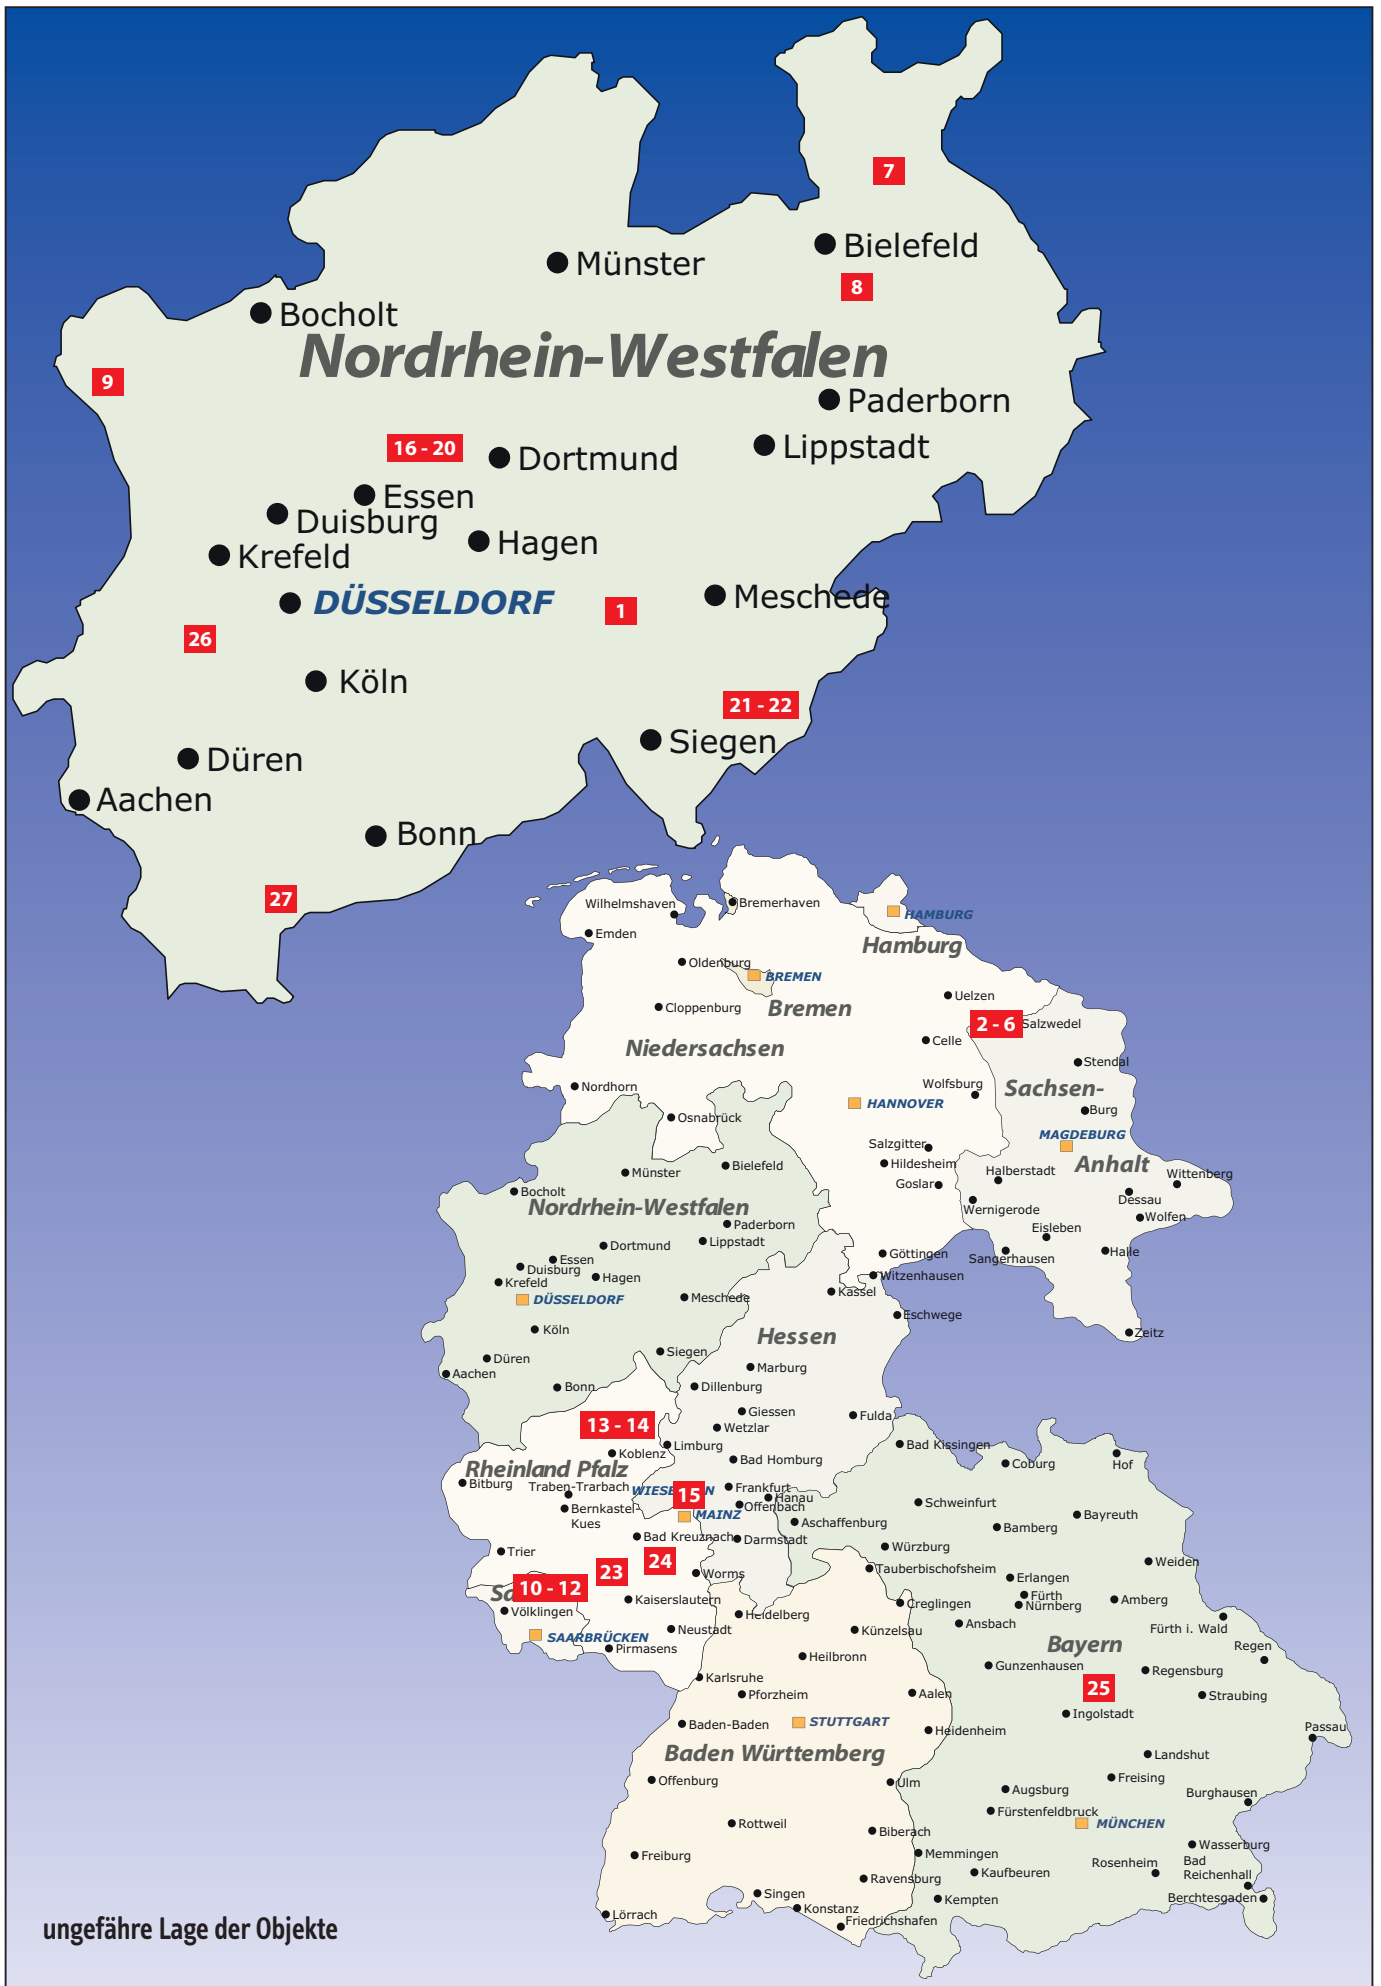 7
Bielefeld
Münster
8
Bocholt
Nordrhein-Westfalen
9
Paderborn
16 - 20
Dortmund
Lippstadt
Essen
Duisburg
Hagen
Krefeld
DÜSSELDORF
1
Meschede
26
Köln
21 - 22
Siegen
Düren
Aachen
Bonn
27
Wilhelmshaven
Bremerhaven
HAMBURG
Emden
Hamburg
Oldenburg
BREMEN
Uelzen
Cloppenburg
Bremen
2 - 6
Salzwedel
Celle
Niedersachsen
Stendal
Nordhorn
Wolfsburg
Sachsen-
HANNOVER
Burg
Osnabrück
MAGDEBURG
Salzgitter
Hildesheim
Anhalt
Bielefeld
Münster
Halberstadt
Wittenberg
Goslar
Bocholt
Dessau
Nordrhein-Westfalen
Wernigerode
Wolfen
Paderborn
Eisleben
Lippstadt
Dortmund
Göttingen
Sangerhausen
Halle
Essen
Duisburg
Hagen
Witzenhausen
Krefeld
Kassel
DÜSSELDORF
Meschede
Eschwege
Köln
Hessen
Zeitz
Siegen
Düren
Marburg
Aachen
Bonn
Dillenburg
Giessen
Fulda
13 - 14
Wetzlar
Limburg
Bad Kissingen
Koblenz
Bad Homburg
Coburg
Hof
Rheinland Pfalz
Bitburg
Traben-Trarbach
WIESBADEN
15
Frankfurt
Hanau
Offenbach
Schweinfurt
Bernkastel-
Kues
MAINZ
Bayreuth
Aschaffenburg
Bamberg
Bad Kreuznach
Darmstadt
Würzburg
Trier
24
Weiden
23
Worms
Tauberbischofsheim
Erlangen
Sa
10 - 12
Fürth
Kaiserslautern
Creglingen
Nürnberg
Amberg
Völklingen
Heidelberg
Ansbach
Fürth i. Wald
SAARBRÜCKEN
Neustadt
Künzelsau
Bayern
Regen
Pirmasens
Heilbronn
Gunzenhausen
Regensburg
Karlsruhe
25
Pforzheim
Aalen
Straubing
Ingolstadt
Baden-Baden
STUTTGART
Heidenheim
Passau
Baden Württemberg
Landshut
Offenburg
Ulm
Freising
Augsburg
Burghausen
Fürstenfeldbruck
Rottweil
MÜNCHEN
Biberach
Wasserburg
Freiburg
Memmingen
Rosenheim
Bad
Reichenhall
Kaufbeuren
Ravensburg
Singen
Kempten
Berchtesgaden
Konstanz
Lörrach
Friedrichshafen
ungefähre Lage der Objekte